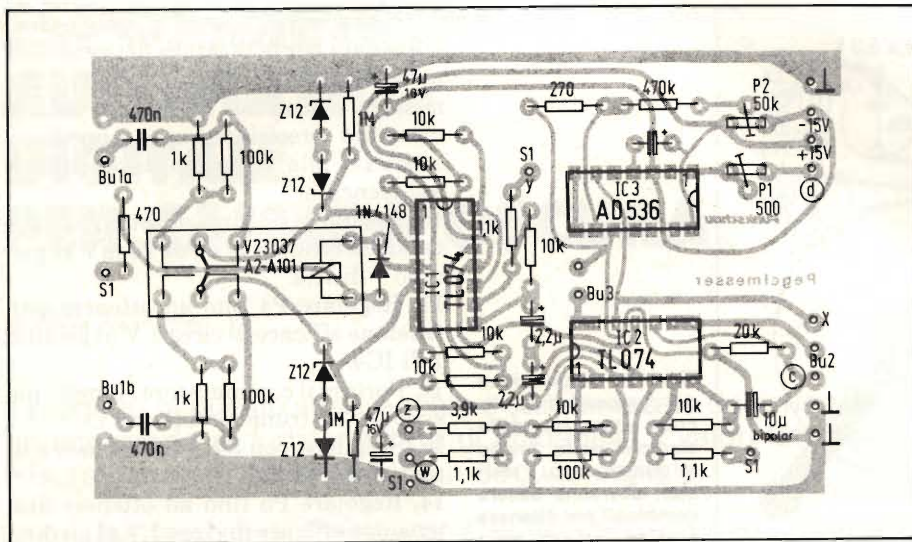 470n
1k
100k
Bu1a
470
S1
Z12
Z12
1M
47µ
16V
10k
10k
1N4148
V23037
A2-A101
1
IC1
TL074
1,1k
10k
S1
y
270
470k
P2
50k
-15V
+15V
d
P1
500
IC3
AD536
Bu3
2,2µ
2,2µ
IC2
TL074
1
20k
X
Bu2
C
10µ
bipolar
Bu1b
470n
1k
100k
Z12
Z12
1M
47µ
16V
10k
10k
z
w
S1
3,9k
1,1k
10k
100k
10k
1,1k
S1